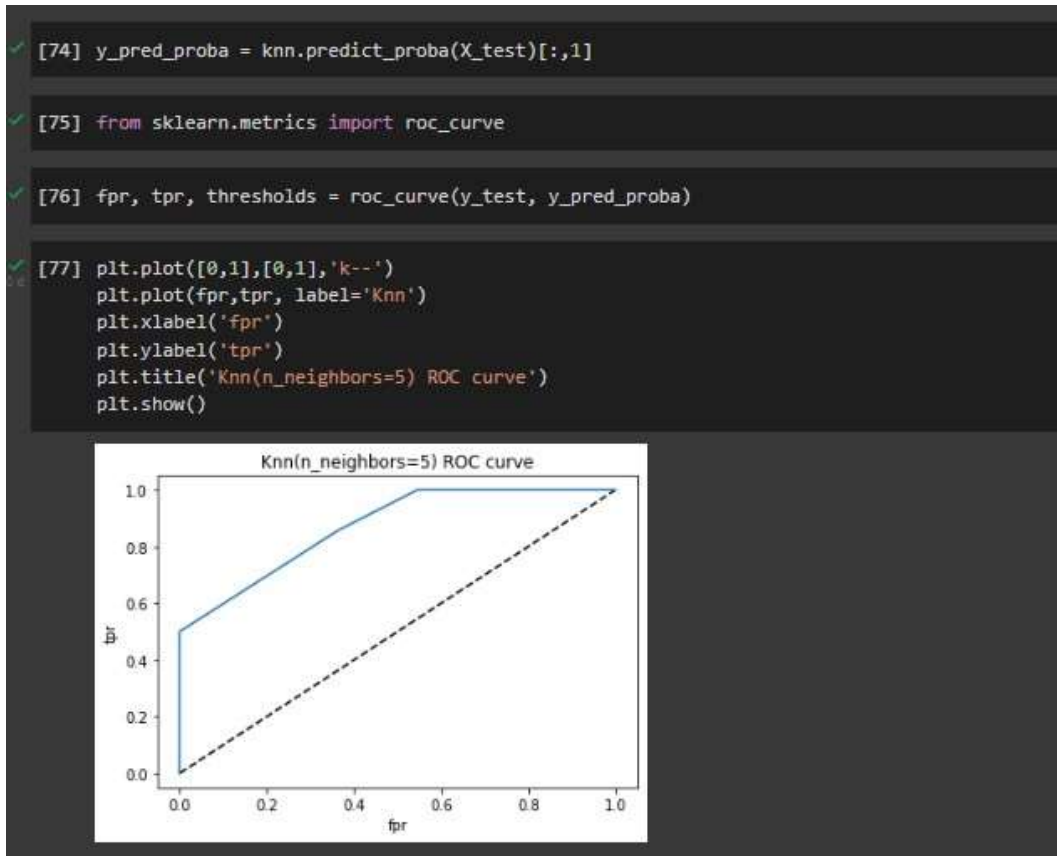 [74] y_pred_proba = knn.predict_proba(X_test)[:,1]
[75] from sklearn.metrics import roc_curve
[76] fpr, tpr, thresholds = roc_curve(y_test, y_pred_proba)
[77] plt.plot([0,1],[0,1],'k--')
plt.plot(fpr,tpr, label='Knn')
plt.xlabel('fpr')
plt.ylabel('tpr')
plt.title('Knn(n_neighbors=5) ROC curve')
plt.show()
Knn(n_neighbors=5) ROC curve
1.0
0.8
0.6
0.4
0.2
0.0
tpr
0.0 0.2 0.4 0.6 0.8 1.0
fpr